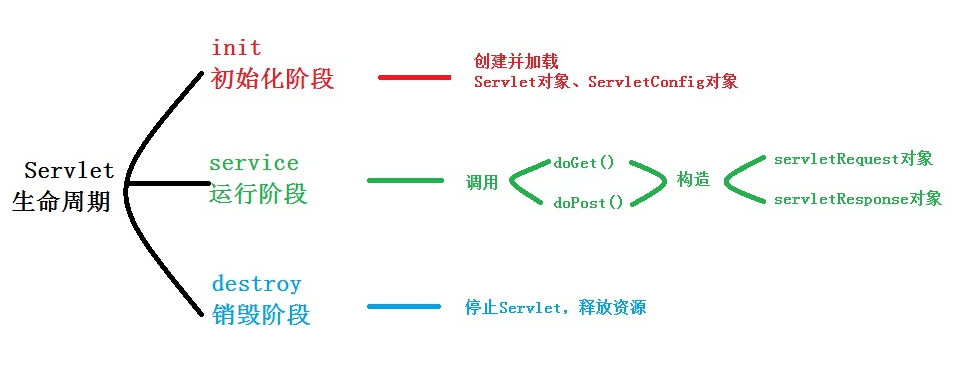 Servlet
生命周期
init
初始化阶段
创建并加载
Servlet对象、ServletConfig对象
service
运行阶段
调用
doGet()
doPost()
构造
servletRequest对象
servletResponse对象
destroy
销毁阶段
停止Servlet，释放资源